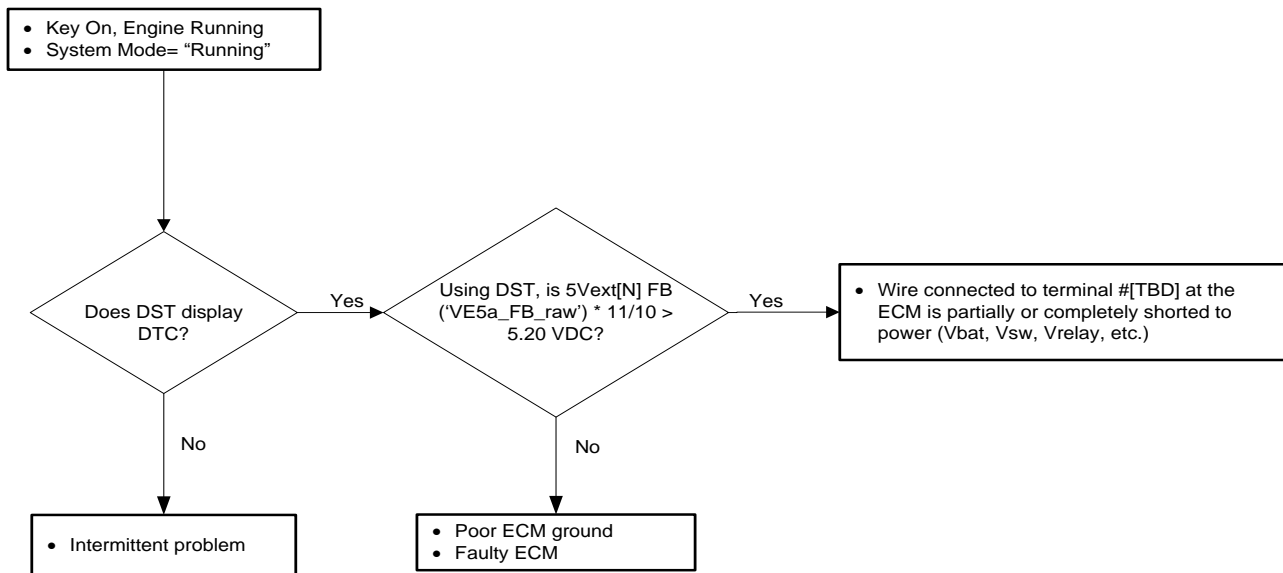 • Key On, Engine Running
• System Mode= “Running”
Does DST display
DTC?
Yes
Using DST, is 5Vext[N] FB
(‘VE5a_FB_raw’) * 11/10 >
5.20 VDC?
Yes
• Wire connected to terminal #[TBD] at the
ECM is partially or completely shorted to
power (Vbat, Vsw, Vrelay, etc.)
No
No
• Intermittent problem
• Poor ECM ground
• Faulty ECM